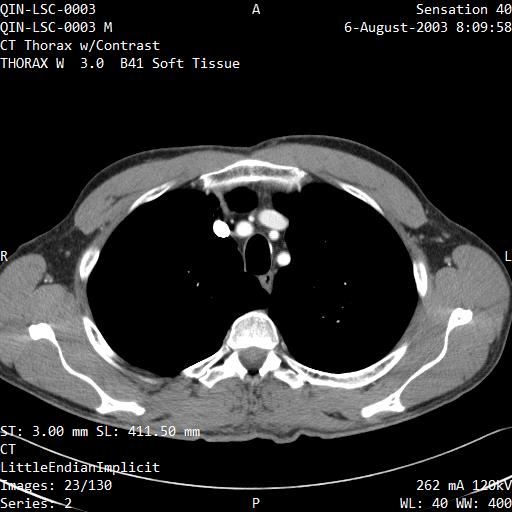 QIN-LSC-0003
A
Sensation 40
QIN-LSC-0003 M
6-August-2003 8:09:58
CT Thorax w/Contrast
THORAX W 3.0 B41 Soft Tissue
R
L
ST: 3.00 mm SL: 411.50 mm
CT
LittleEndianImplicit
Images: 23/130
262 mA 120kV
Series: 2
P
WL: 40 WW: 400